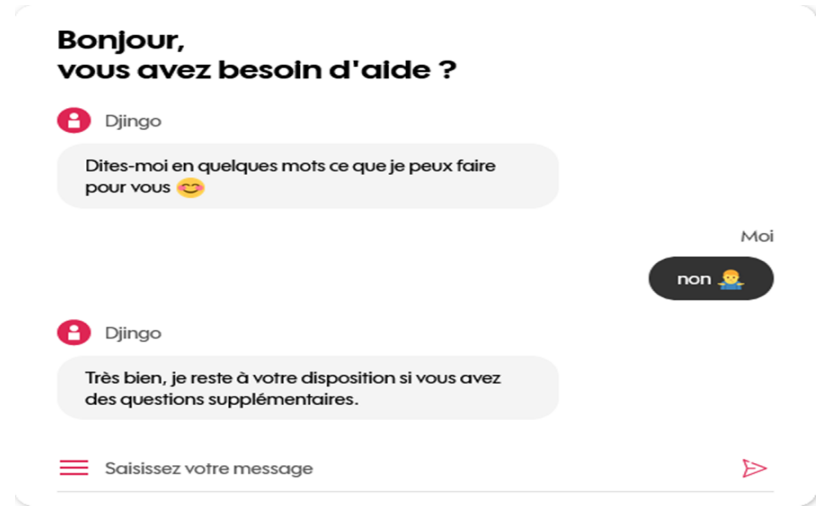 Bonjour,
vous avez besoin d'aide ?
Djingo
Dites-moi en quelques mots ce que je peux faire
pour vous 😊
Moi
non 🤷‍♂️
Djingo
Très bien, je reste à votre disposition si vous avez
des questions supplémentaires.
Saisissez votre message